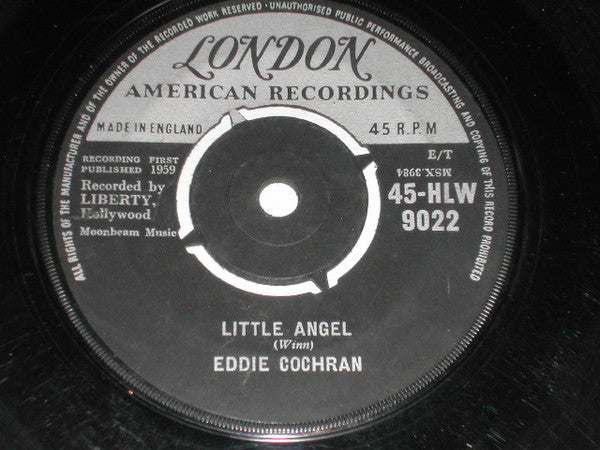 ALL RIGHTS OF THE MANUFACTURER AND OF THE OWNER OF THE RECORDED WORK RESERVED · UNAUTHORISED PUBLIC PERFORMANCE BROADCASTING AND COPYING OF THIS RECORD PROHIBITED
LONDON
AMERICAN RECORDINGS
MADE IN ENGLAND
45 R.P.M
RECORDING FIRST
PUBLISHED 1959
Recorded by
LIBERTY,
Hollywood
Moonbeam Music
E/T
MSX.3984
45-HLW
9022
LITTLE ANGEL
(Winn)
EDDIE COCHRAN